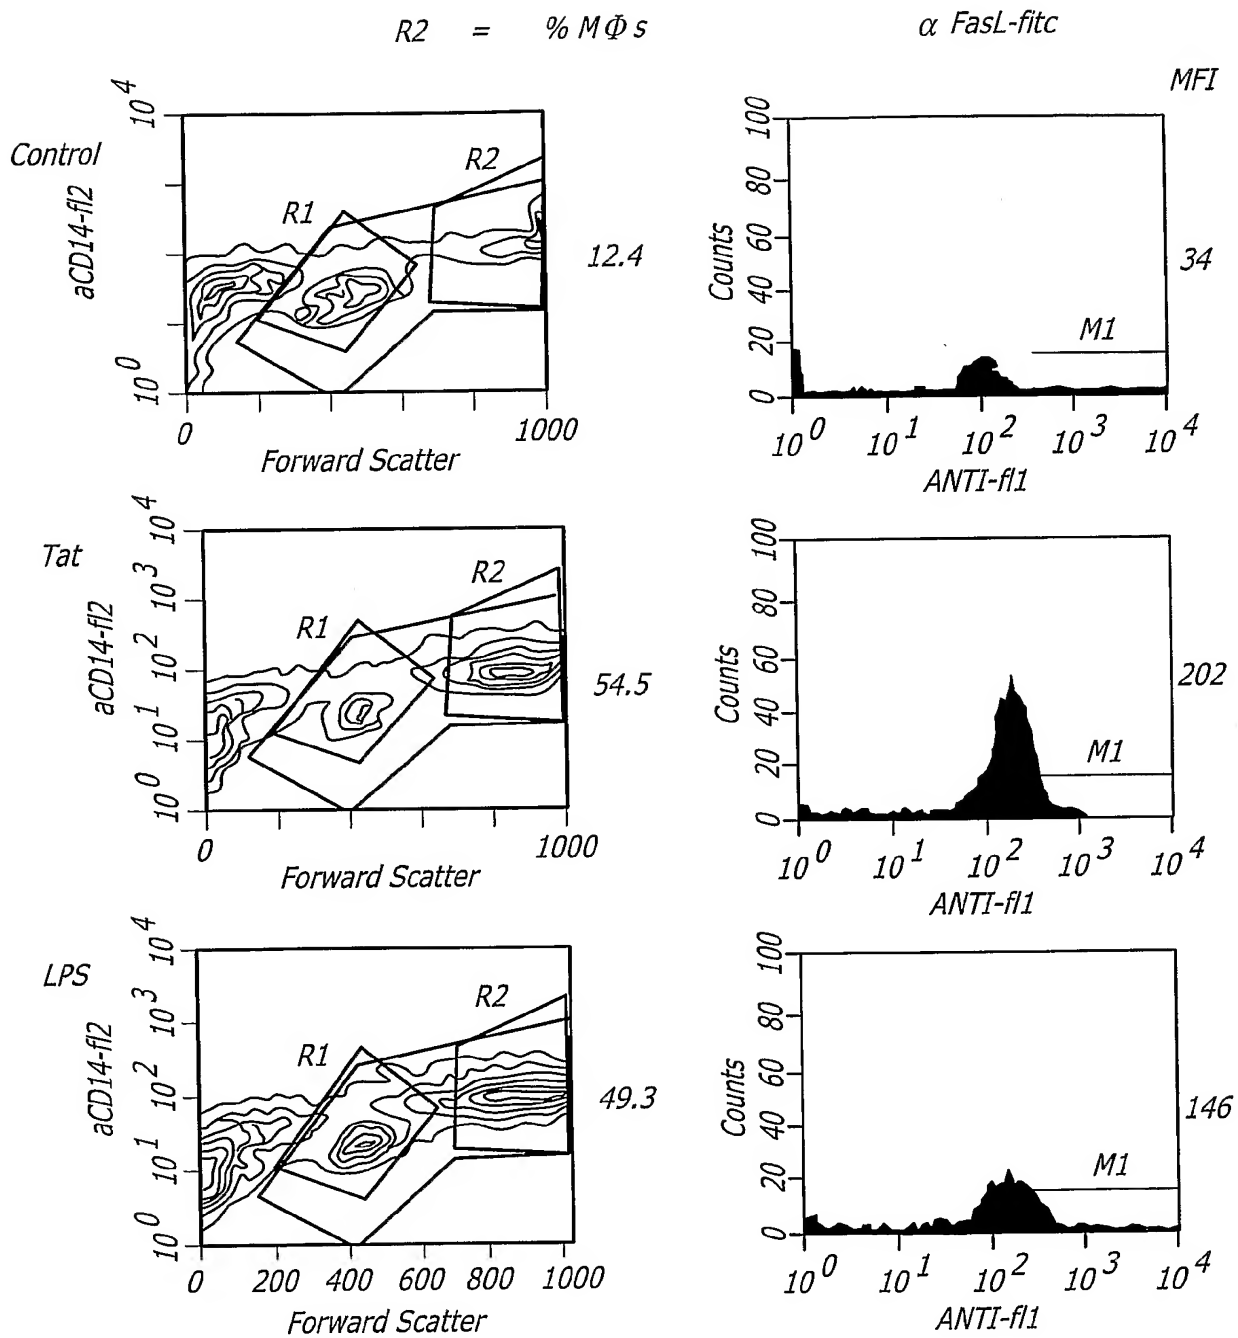 R2 = % MΦs
α FasL-fitc
MFI
Control
aCD14-fl2
10^4
10^0
R1
R2
0
1000
Forward Scatter
12.4
Counts
100
80
60
40
20
0
M1
10^0
10^1
10^2
10^3
10^4
ANTI-fl1
34
Tat
aCD14-fl2
10^4
10^3
10^2
10^1
10^0
R1
R2
0
1000
Forward Scatter
54.5
Counts
100
80
60
40
20
0
M1
10^0
10^1
10^2
10^3
10^4
ANTI-fl1
202
LPS
aCD14-fl2
10^4
10^3
10^2
10^1
10^0
R1
R2
0
200
400
600
800
1000
Forward Scatter
49.3
Counts
100
80
60
40
20
0
M1
10^0
10^1
10^2
10^3
10^4
ANTI-fl1
146